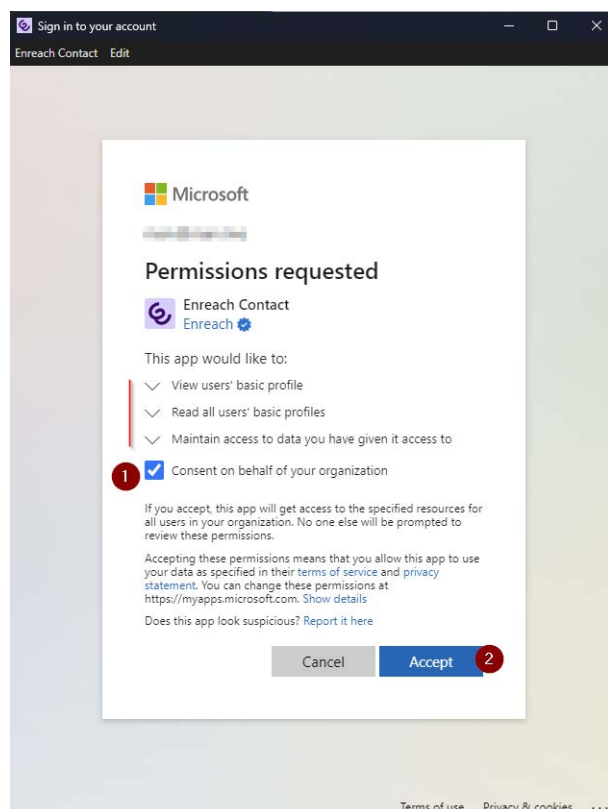 Sign in to your account
Enreach Contact Edit
Microsoft
Permissions requested
Enreach Contact
Enreach
This app would like to:
View users' basic profile
Read all users' basic profiles
Maintain access to data you have given it access to
1
Consent on behalf of your organization
If you accept, this app will get access to the specified resources for
all users in your organization. No one else will be prompted to
review these permissions.
Accepting these permissions means that you allow this app to use
your data as specified in their terms of service and privacy
statement. You can change these permissions at
https://myapps.microsoft.com. Show details
Does this app look suspicious? Report it here
Cancel Accept 2
Terms of use Privacy & cookies ...